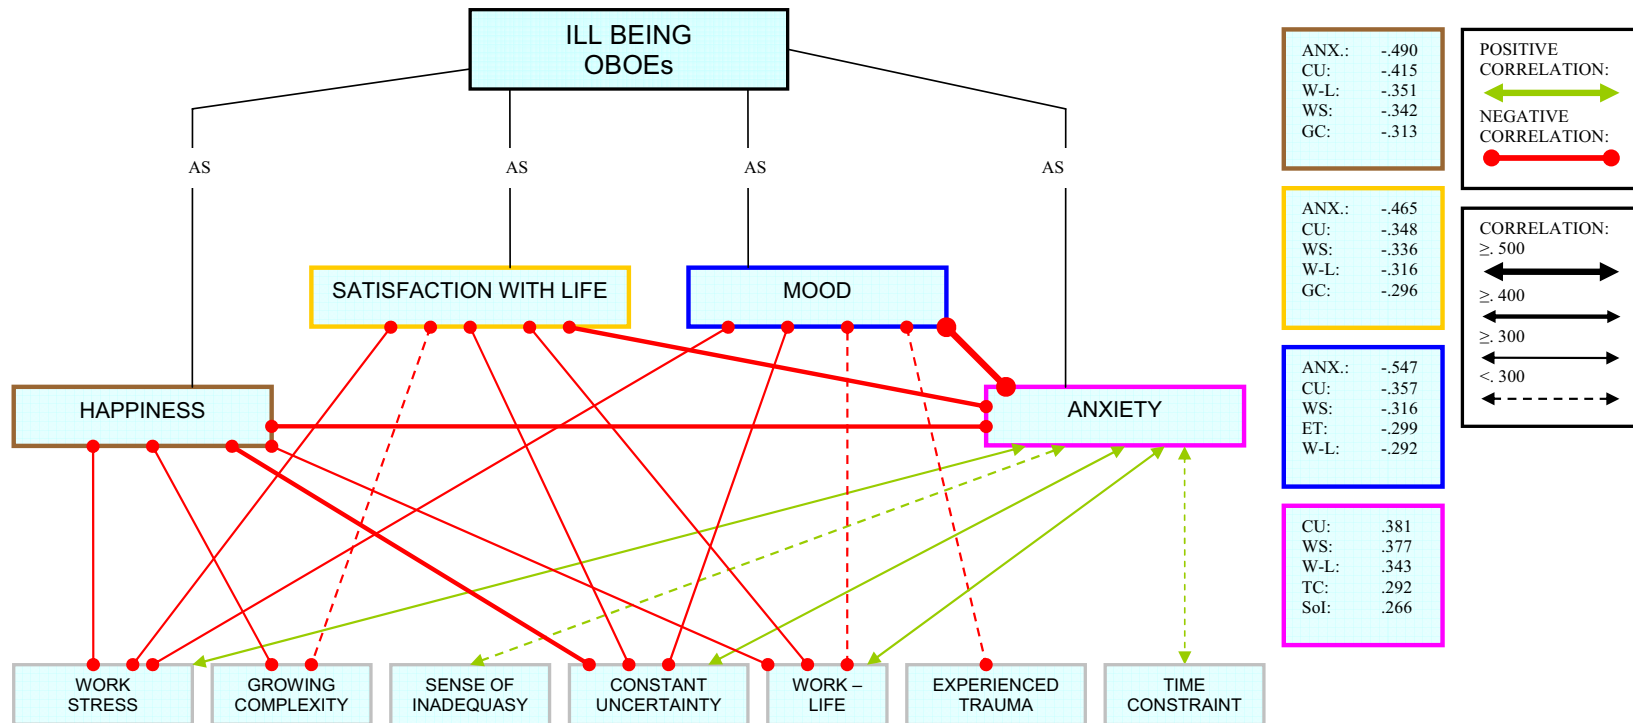 ILL BEING
OBOEs
AS
AS
AS
AS
SATISFACTION WITH LIFE
MOOD
HAPPINESS
ANXIETY
WORK
STRESS
GROWING
COMPLEXITY
SENSE OF
INADEQUASY
CONSTANT
UNCERTAINTY
WORK –
LIFE
EXPERIENCED
TRAUMA
TIME
CONSTRAINT
ANX.: -.490
CU: -.415
W-L: -.351
WS: -.342
GC: -.313
ANX.: -.465
CU: -.348
WS: -.336
W-L: -.316
GC: -.296
ANX.: -.547
CU: -.357
WS: -.316
ET: -.299
W-L: -.292
CU: .381
WS: .377
W-L: .343
TC: .292
SoI: .266
POSITIVE
CORRELATION:
NEGATIVE
CORRELATION:
CORRELATION:
≥. 500
≥. 400
≥. 300
<. 300